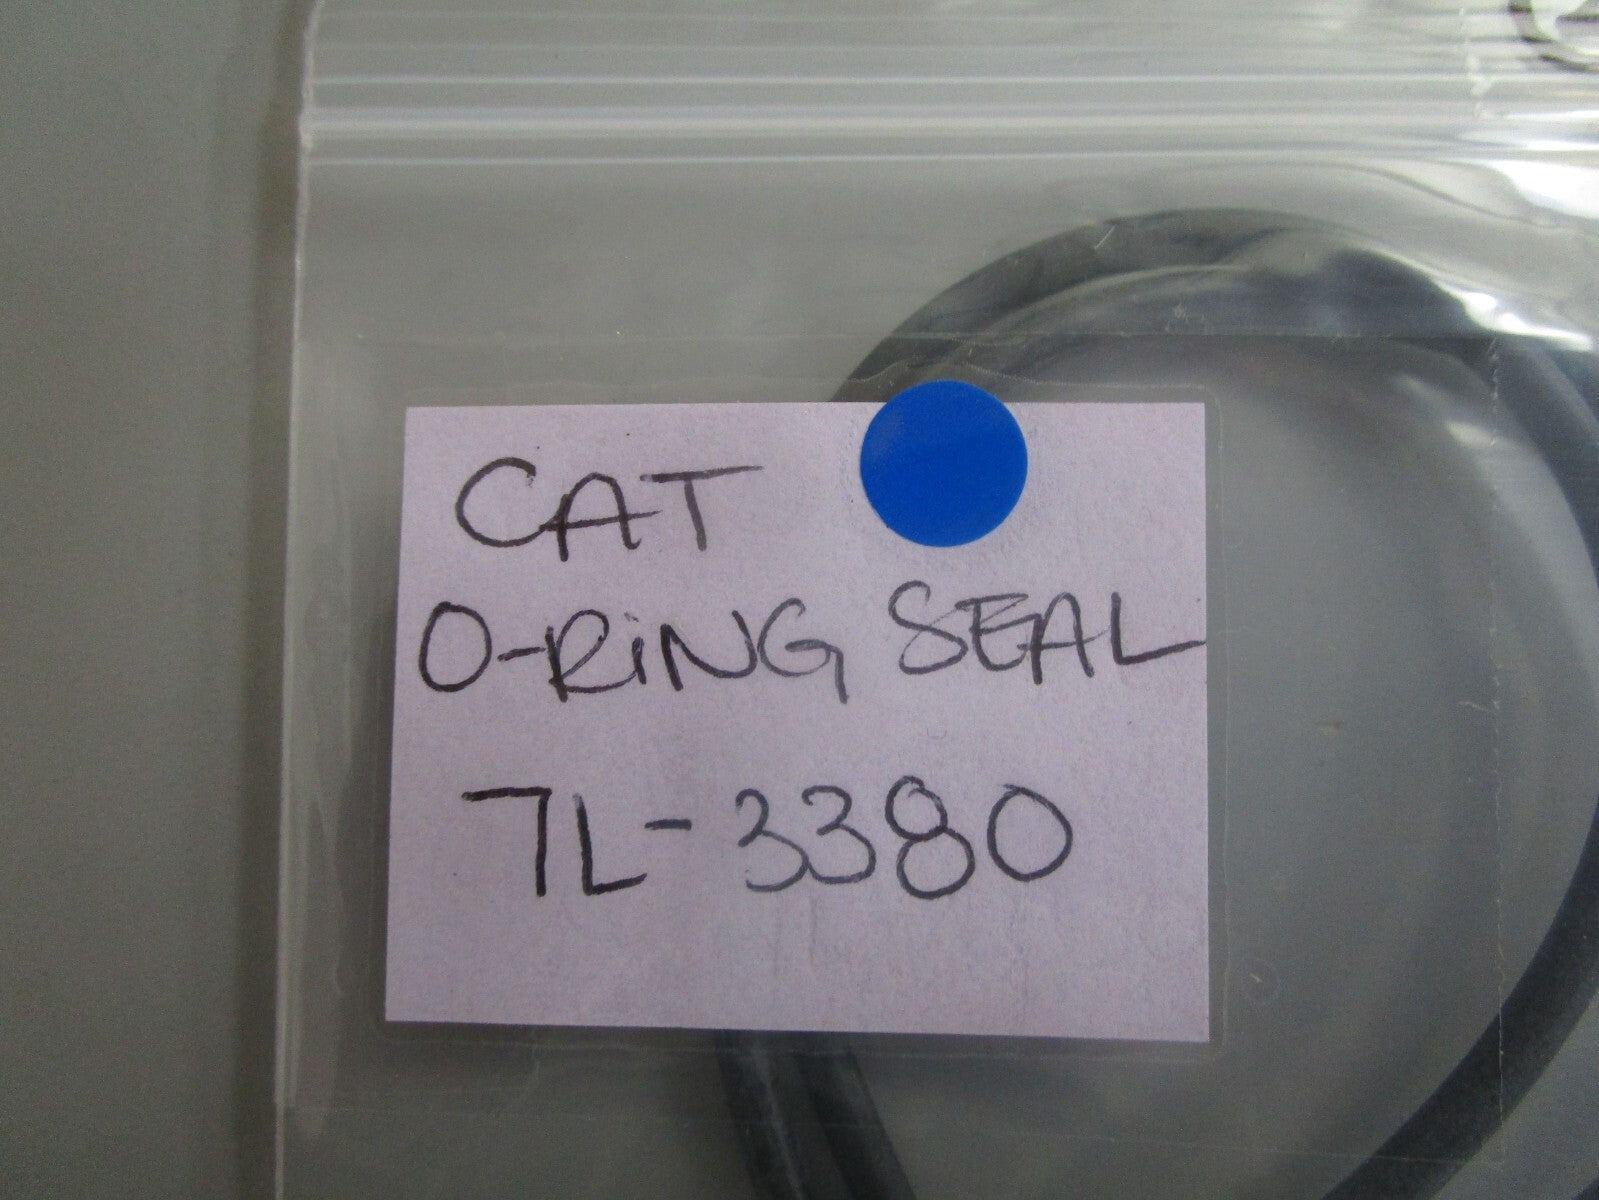 CAT
O-RiNG SEAL
7L-3380